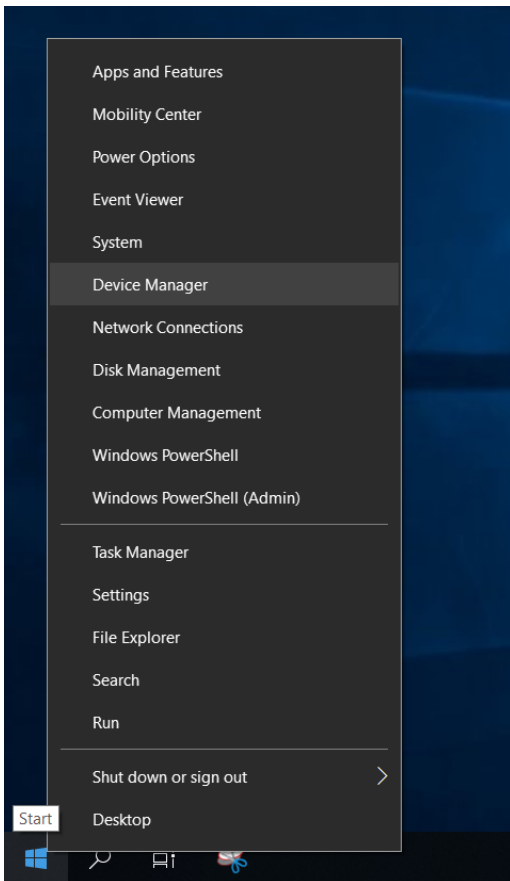 Apps and Features
Mobility Center
Power Options
Event Viewer
System
Device Manager
Network Connections
Disk Management
Computer Management
Windows PowerShell
Windows PowerShell (Admin)
Task Manager
Settings
File Explorer
Search
Run
Shut down or sign out
Desktop
Start